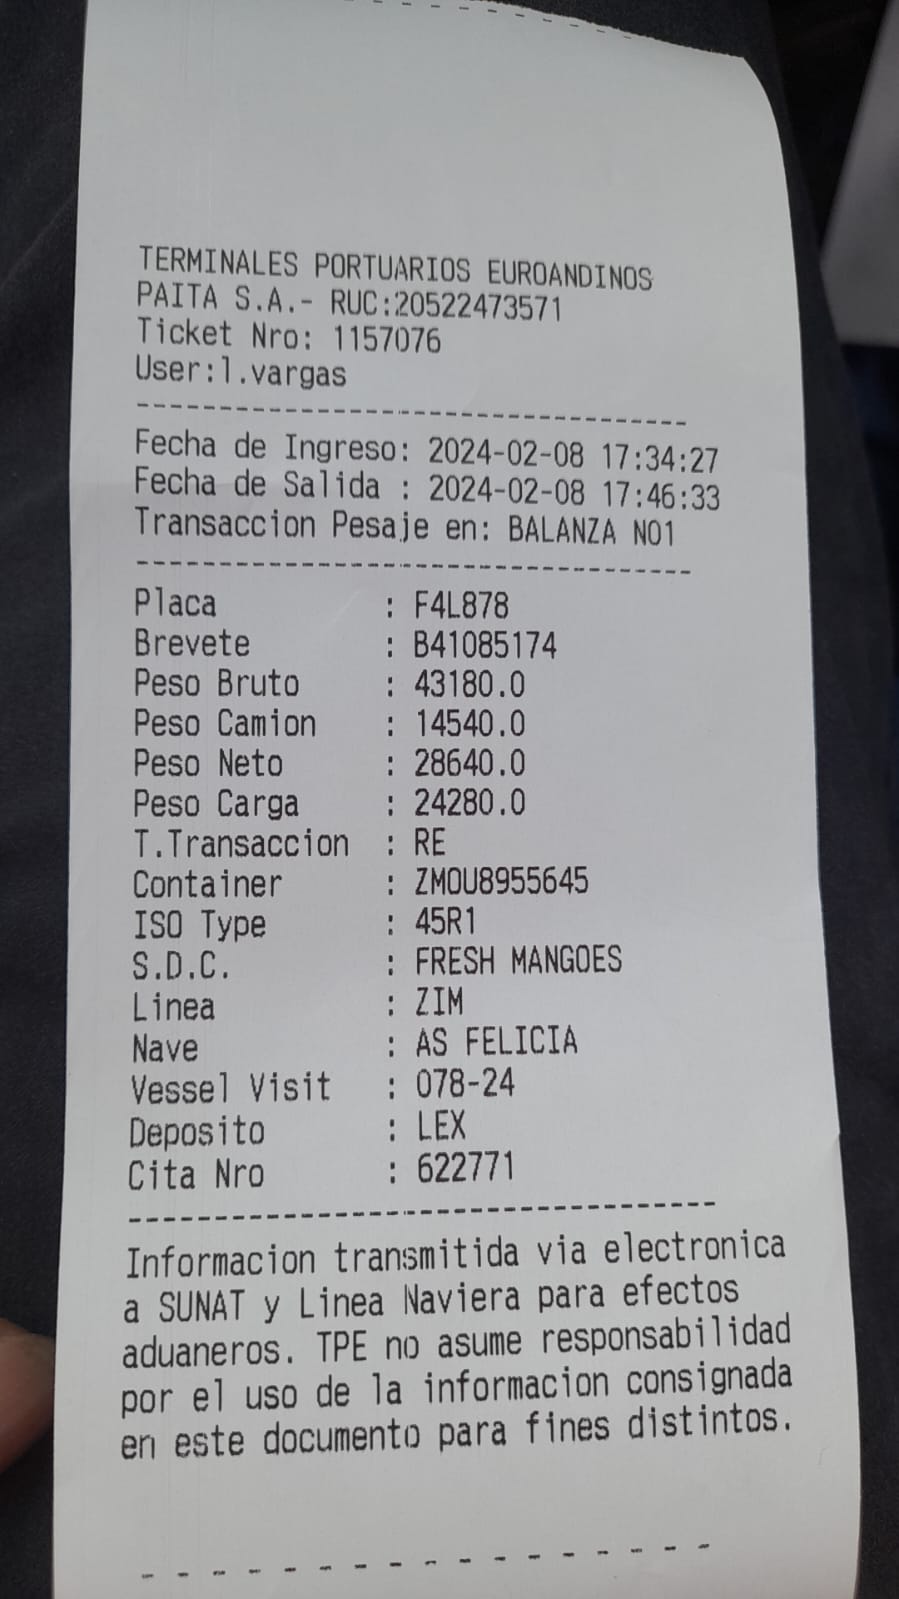 TERMINALES PORTUARIOS EUROANDINOS
PAITA S.A.- RUC:20522473571
Ticket Nro: 1157076
User:l.vargas
----------------------------------
Fecha de Ingreso: 2024-02-08 17:34:27
Fecha de Salida : 2024-02-08 17:46:33
Transaccion Pesaje en: BALANZA NO1
----------------------------------
Placa : F4L878
Brevete : B41085174
Peso Bruto : 43180.0
Peso Camion : 14540.0
Peso Neto : 28640.0
Peso Carga : 24280.0
T.Transaccion : RE
Container : ZMOU8955645
ISO Type : 45R1
S.D.C. : FRESH MANGOES
Linea : ZIM
Nave : AS FELICIA
Vessel Visit : 078-24
Deposito : LEX
Cita Nro : 622771
----------------------------------
Informacion transmitida via electronica
a SUNAT y Linea Naviera para efectos
aduaneros. TPE no asume responsabilidad
por el uso de la informacion consignada
en este documento para fines distintos.
- - - - - - - - - - - - - - - - -